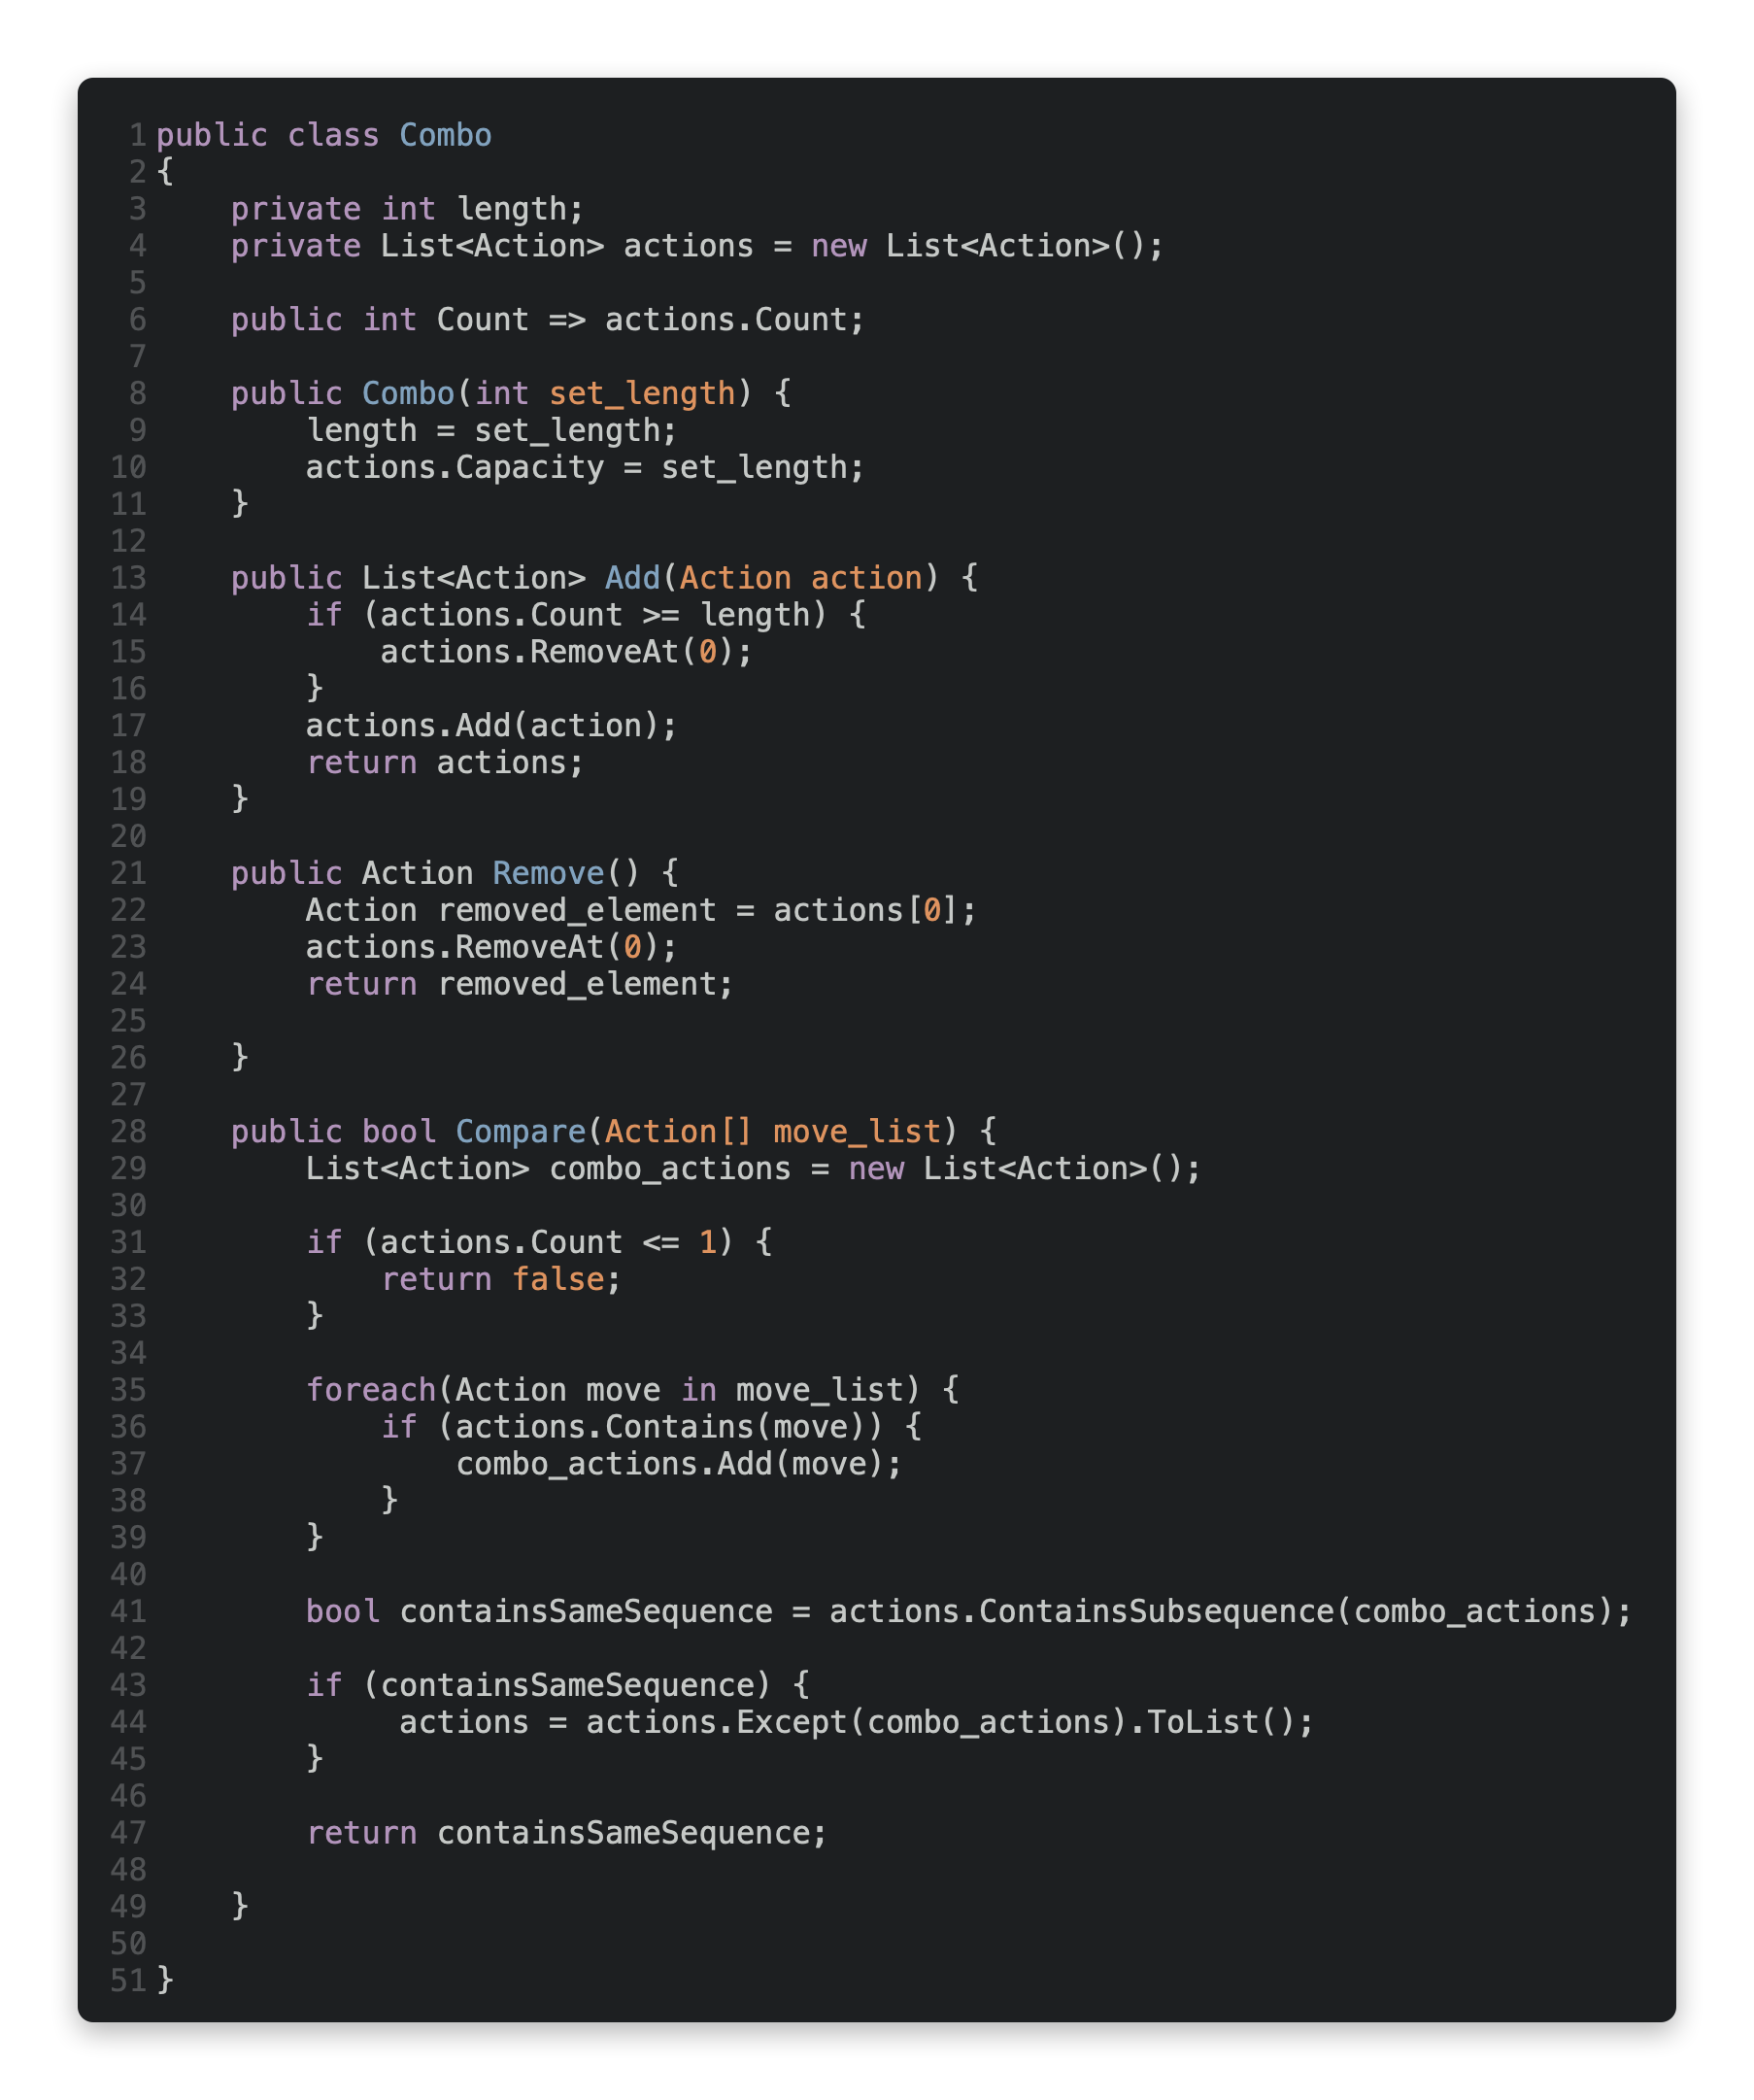 1 public class Combo
2 {
3     private int length;
4     private List<Action> actions = new List<Action>();
5
6     public int Count => actions.Count;
7
8     public Combo(int set_length) {
9         length = set_length;
10         actions.Capacity = set_length;
11     }
12
13     public List<Action> Add(Action action) {
14         if (actions.Count >= length) {
15             actions.RemoveAt(0);
16         }
17         actions.Add(action);
18         return actions;
19     }
20
21     public Action Remove() {
22         Action removed_element = actions[0];
23         actions.RemoveAt(0);
24         return removed_element;
25
26     }
27
28     public bool Compare(Action[] move_list) {
29         List<Action> combo_actions = new List<Action>();
30
31         if (actions.Count <= 1) {
32             return false;
33         }
34
35         foreach(Action move in move_list) {
36             if (actions.Contains(move)) {
37                 combo_actions.Add(move);
38             }
39         }
40
41         bool containsSameSequence = actions.ContainsSubsequence(combo_actions);
42
43         if (containsSameSequence) {
44              actions = actions.Except(combo_actions).ToList();
45         }
46
47         return containsSameSequence;
48
49     }
50
51 }